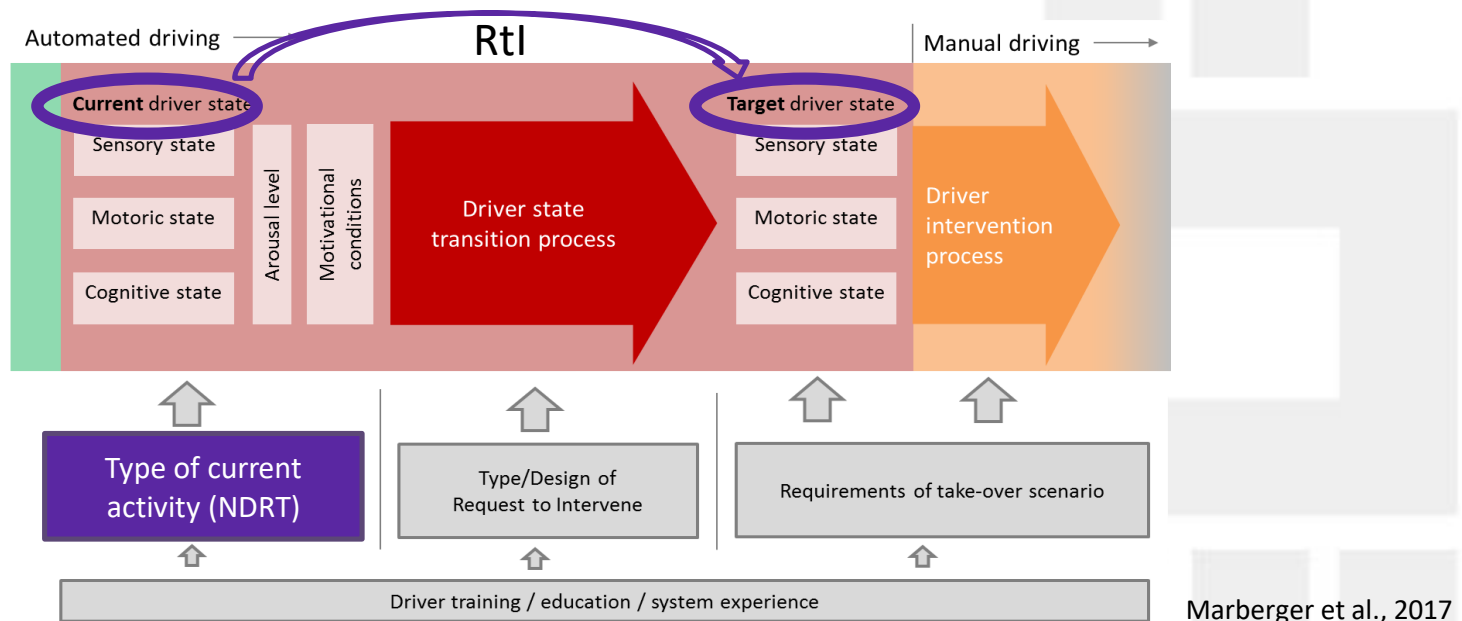 Automated driving
RtI
Manual driving
Current driver state
Sensory state
Motoric state
Cognitive state
Arousal level
Motivational
conditions
Driver state
transition process
Target driver state
Sensory state
Motoric state
Cognitive state
Driver
intervention
process
Type of current
activity (NDRT)
Type/Design of
Request to Intervene
Requirements of take-over scenario
Driver training / education / system experience
Marberger et al., 2017